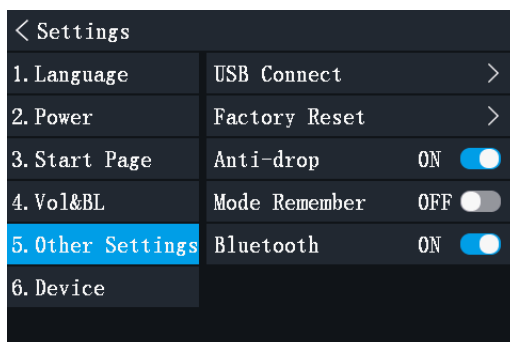 < Settings
1. Language
USB Connect >
2. Power
Factory Reset >
3. Start Page
Anti-drop ON
4. Vol&BL
Mode Remember OFF
5. Other Settings
Bluetooth ON
6. Device